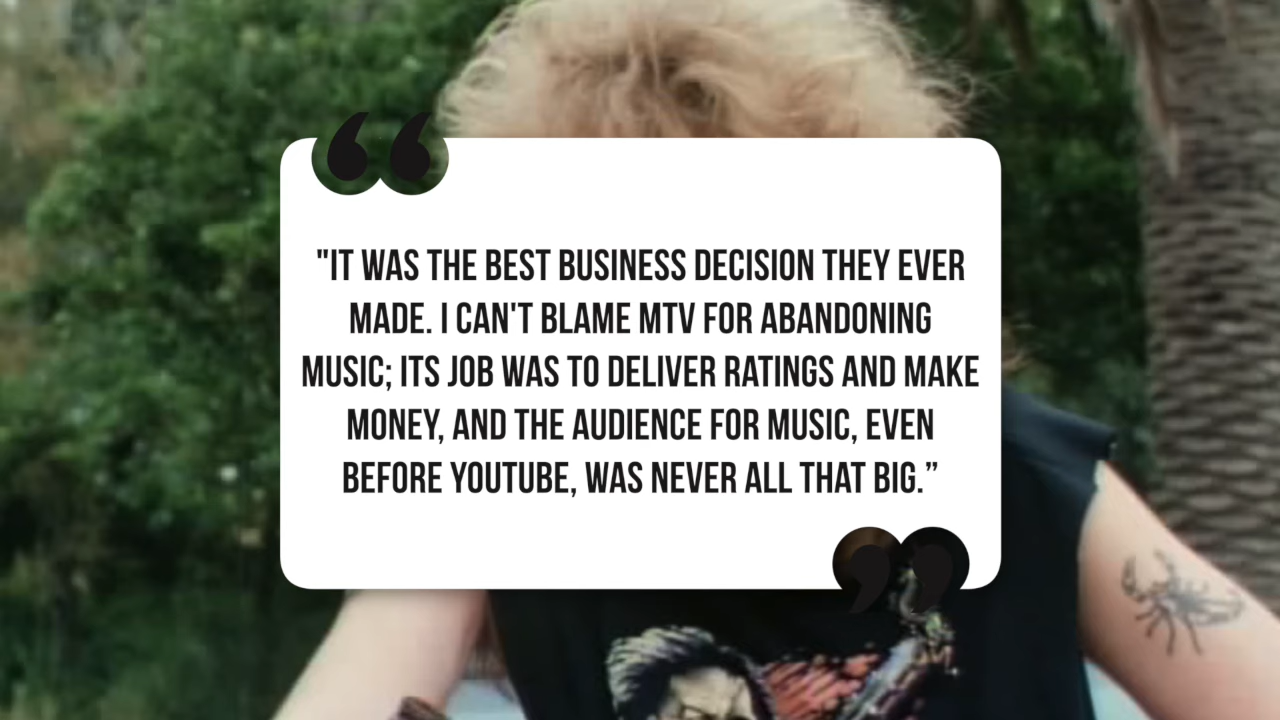 "IT WAS THE BEST BUSINESS DECISION THEY EVER
MADE. I CAN'T BLAME MTV FOR ABANDONING
MUSIC; ITS JOB WAS TO DELIVER RATINGS AND MAKE
MONEY, AND THE AUDIENCE FOR MUSIC, EVEN
BEFORE YOUTUBE, WAS NEVER ALL THAT BIG.”